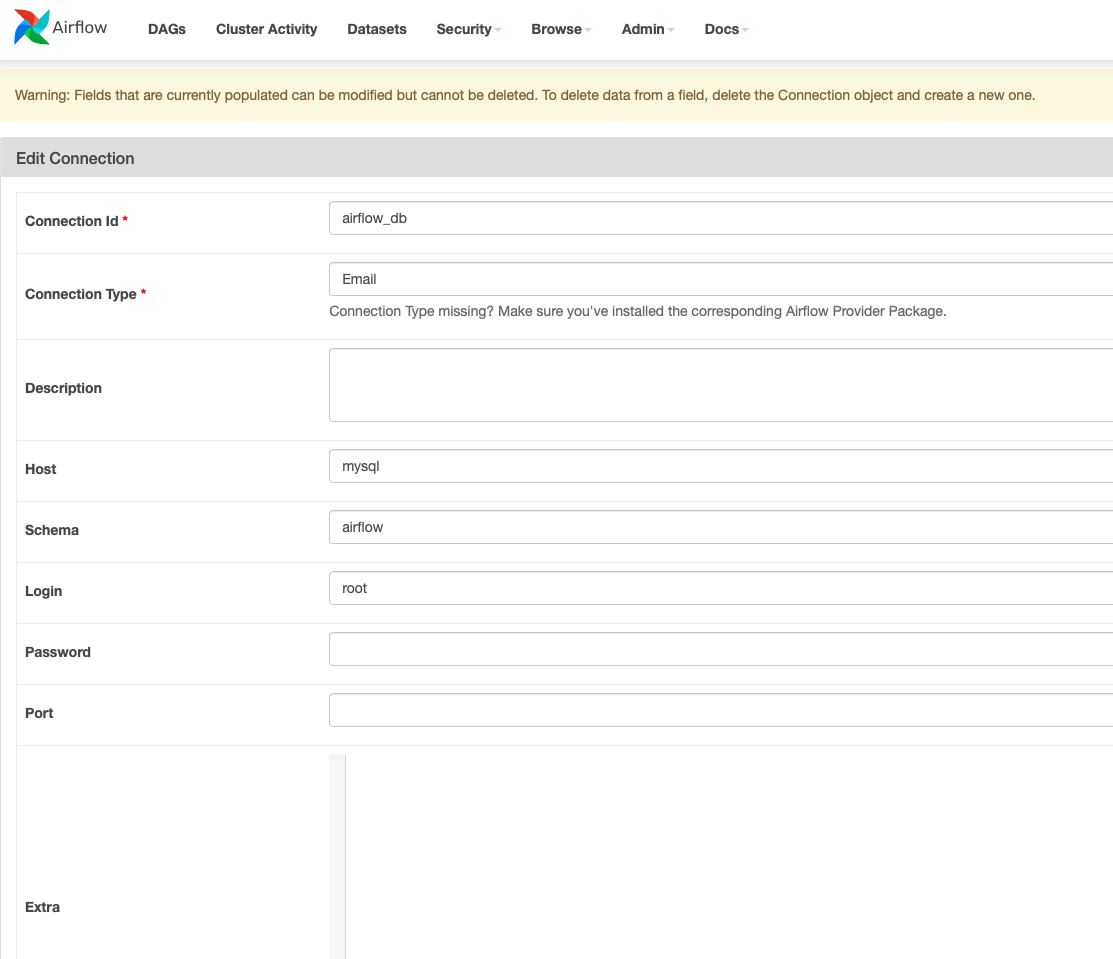 Airflow DAGs Cluster Activity Datasets Security Browse Admin Docs
Warning: Fields that are currently populated can be modified but cannot be deleted. To delete data from a field, delete the Connection object and create a new one.
Edit Connection
Connection Id * airflow_db
Connection Type * Email
Connection Type missing? Make sure you've installed the corresponding Airflow Provider Package.
Description
Host mysql
Schema airflow
Login root
Password
Port
Extra